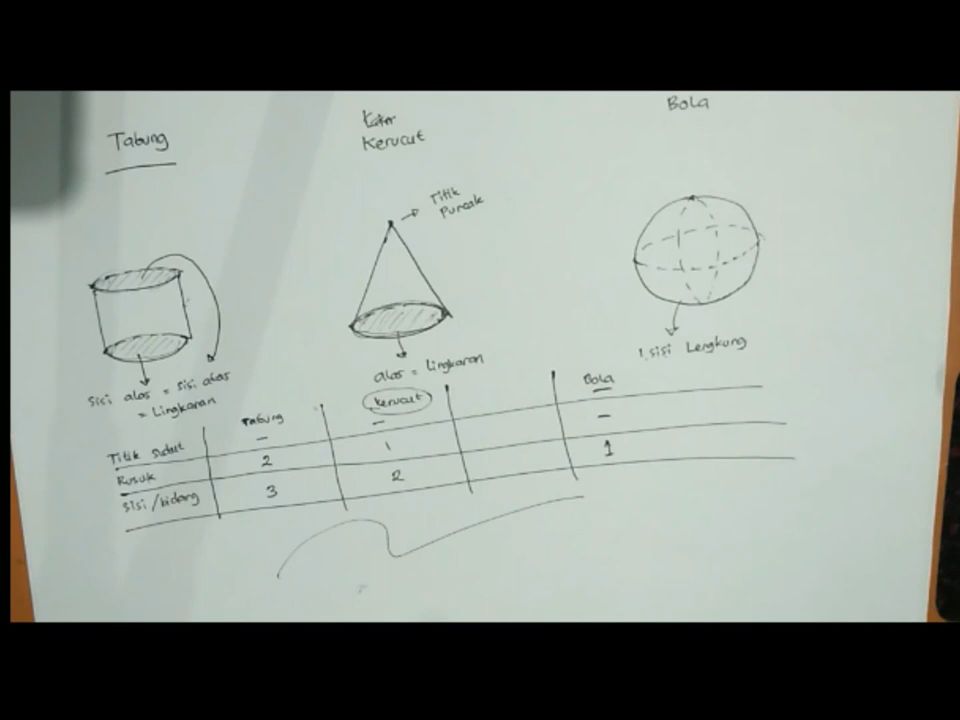 Tabung
Kerucut
Bola
Titik
Puncak
Sisi alas = Sisi atas
= Lingkaran
alas = Lingkaran
1 sisi Lengkung
Tabung
Kerucut
Bola
Titik sudut - - -
Rusuk 2 1 1
Sisi/bidang 3 2